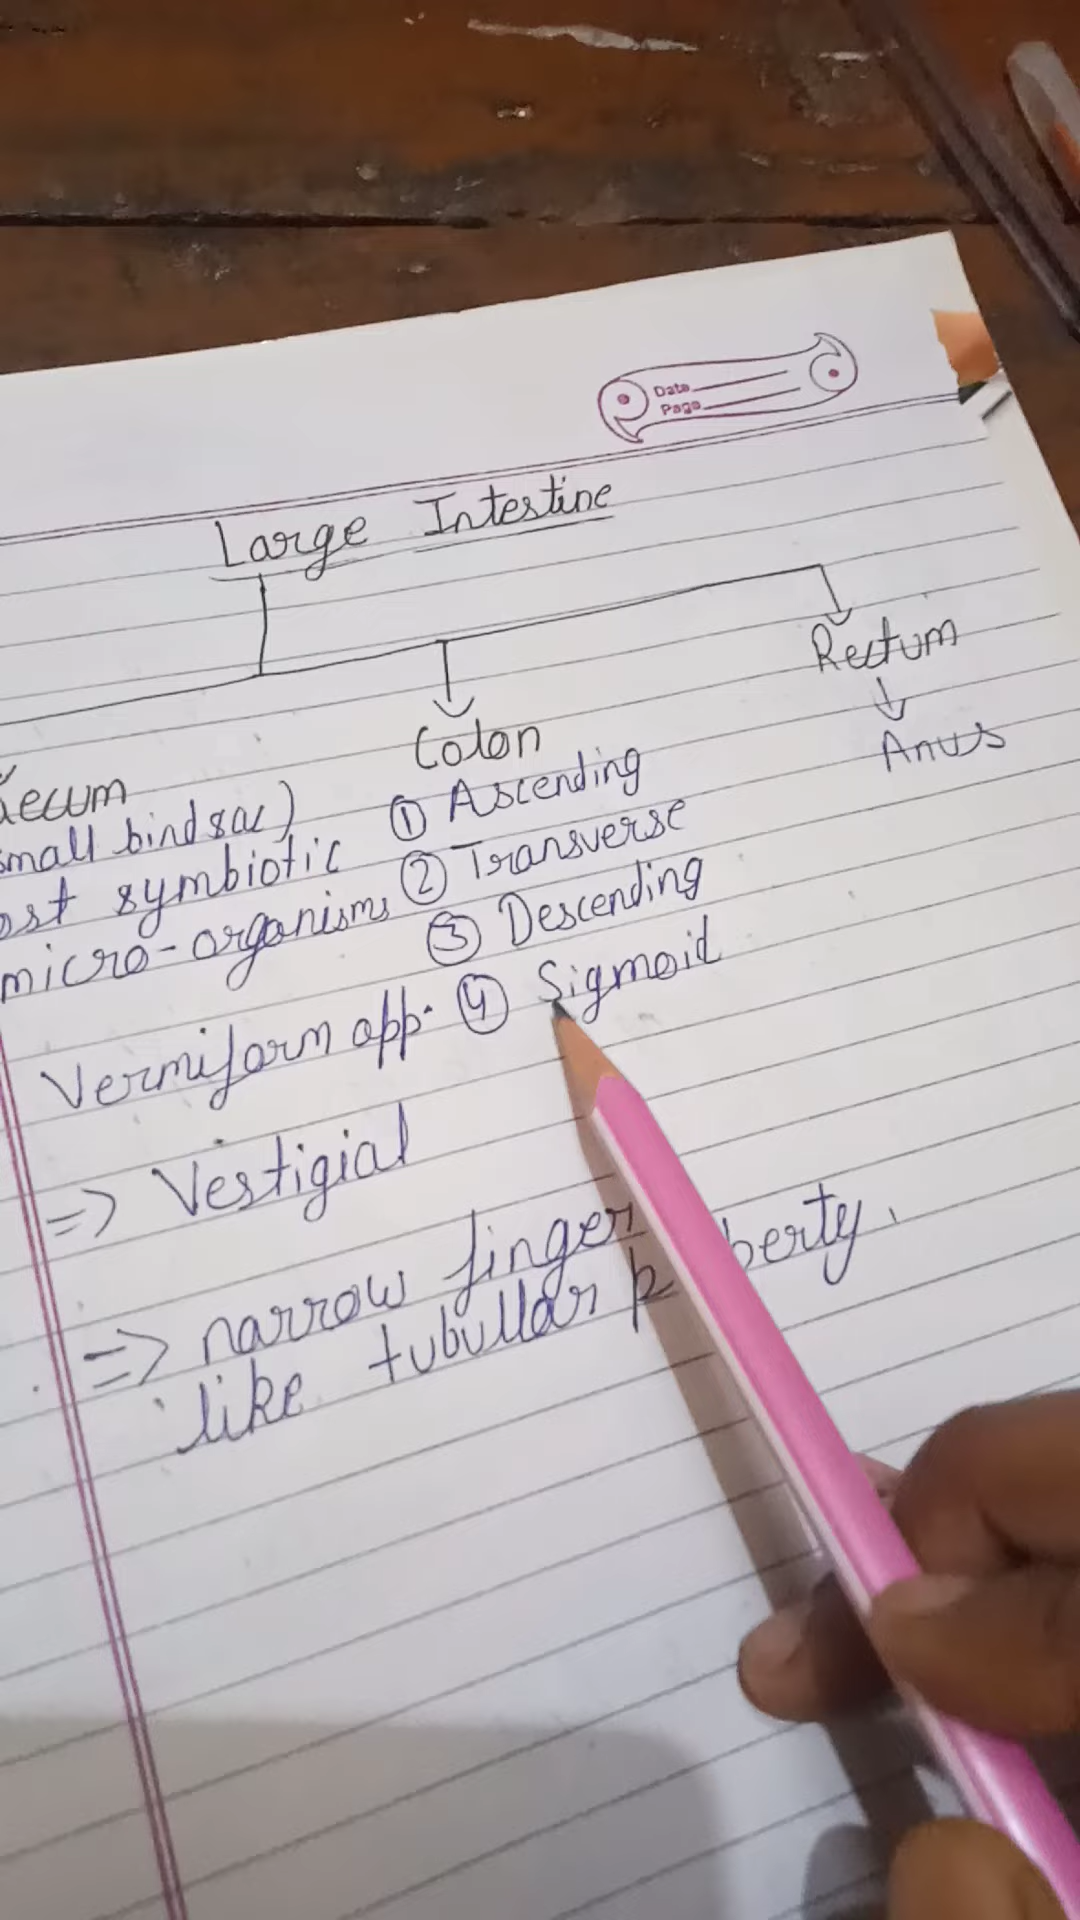 Date
Page
Large Intestine
Rectum
Anus
Colon
① Ascending
② Transverse
③ Descending
④ Sigmoid
small bind sac)
symbiotic
micro-organisms
Vermiform app.
=> Vestigial
=> narrow finger
like tubullar